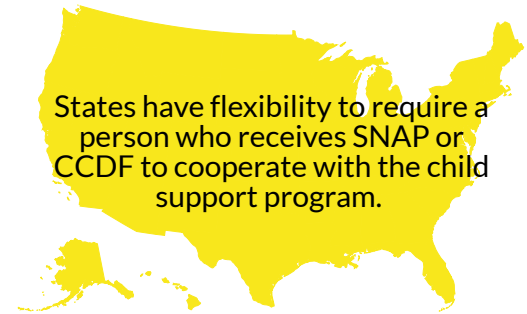 States have flexibility to require a
person who receives SNAP or
CCDF to cooperate with the child
support program.